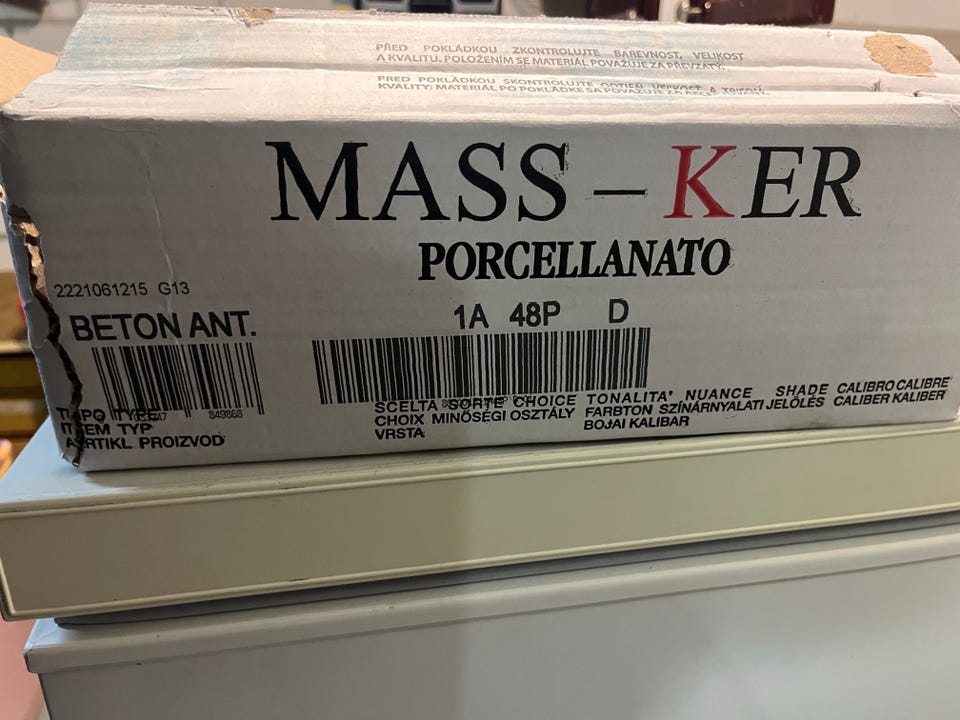 PŘED POKLÁDKOU ZKONTROLUJTE BAREVNOST, VELIKOST
A KVALITU. POLOŽENÍM SE MATERIÁL POVAŽUJE ZA PŘEVZATÝ.
PRED POKLÁDKOU SKONTROLUJTE ODTIEŇ VEĽKOSŤ A
KVALITY: MATERIÁL PO POKLÁDKE SA POVAŽUJE ZA
MASS – KER
PORCELLANATO
2221061215 G13
BETON ANT.
1A 48P D
849868
TIPO TYPE
ITEM TYP
ARTIKL PROIZVOD
SCELTA SORTE CHOICE
CHOIX MINŐSÉGI OSZTÁLY
VRSTA
TONALITA' NUANCE SHADE
FARBTON SZÍNÁRNYALATI JELÖLÉS
BOJAI KALIBAR
CALIBRO CALIBRE
CALIBER KALIBER